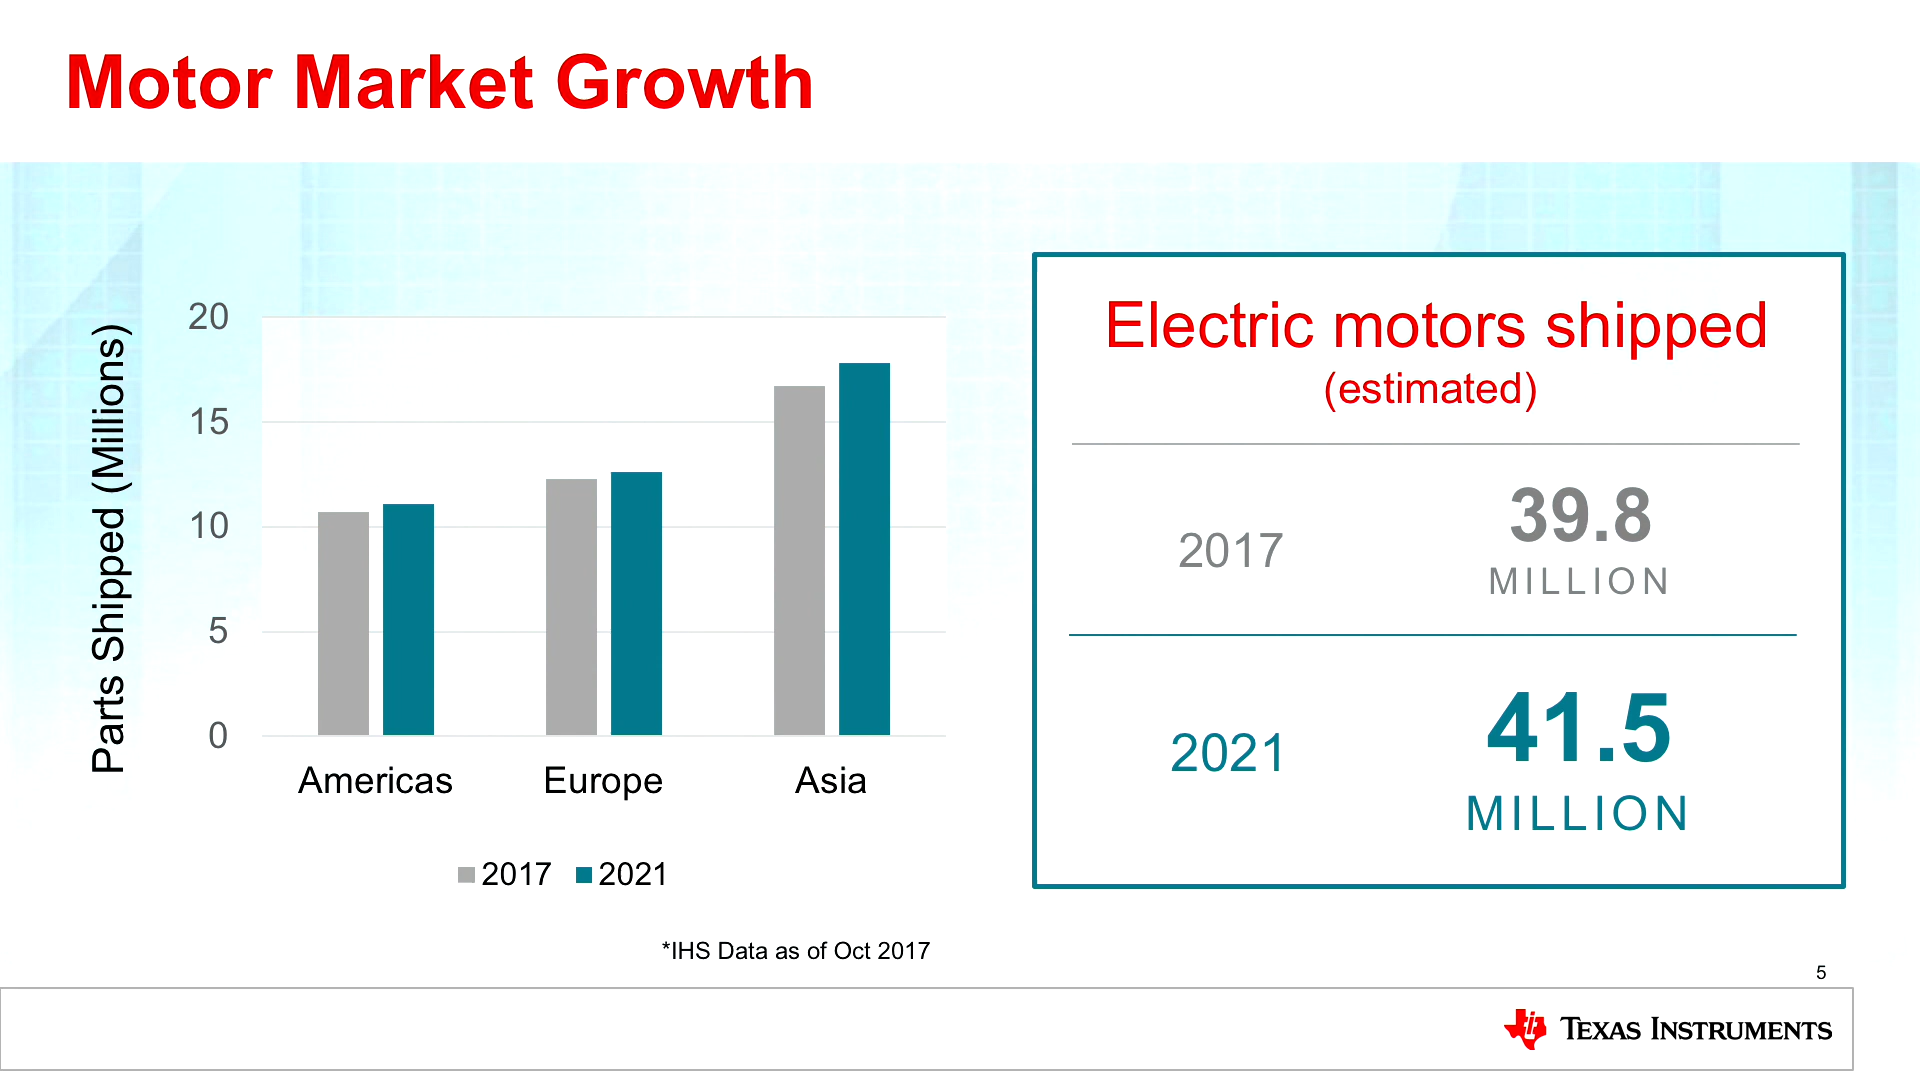 Motor Market Growth
Parts Shipped (Millions)
20
15
10
5
0
Americas Europe Asia
2017 2021
*IHS Data as of Oct 2017
Electric motors shipped
(estimated)
2017
39.8
MILLION
2021
41.5
MILLION
5
TEXAS INSTRUMENTS